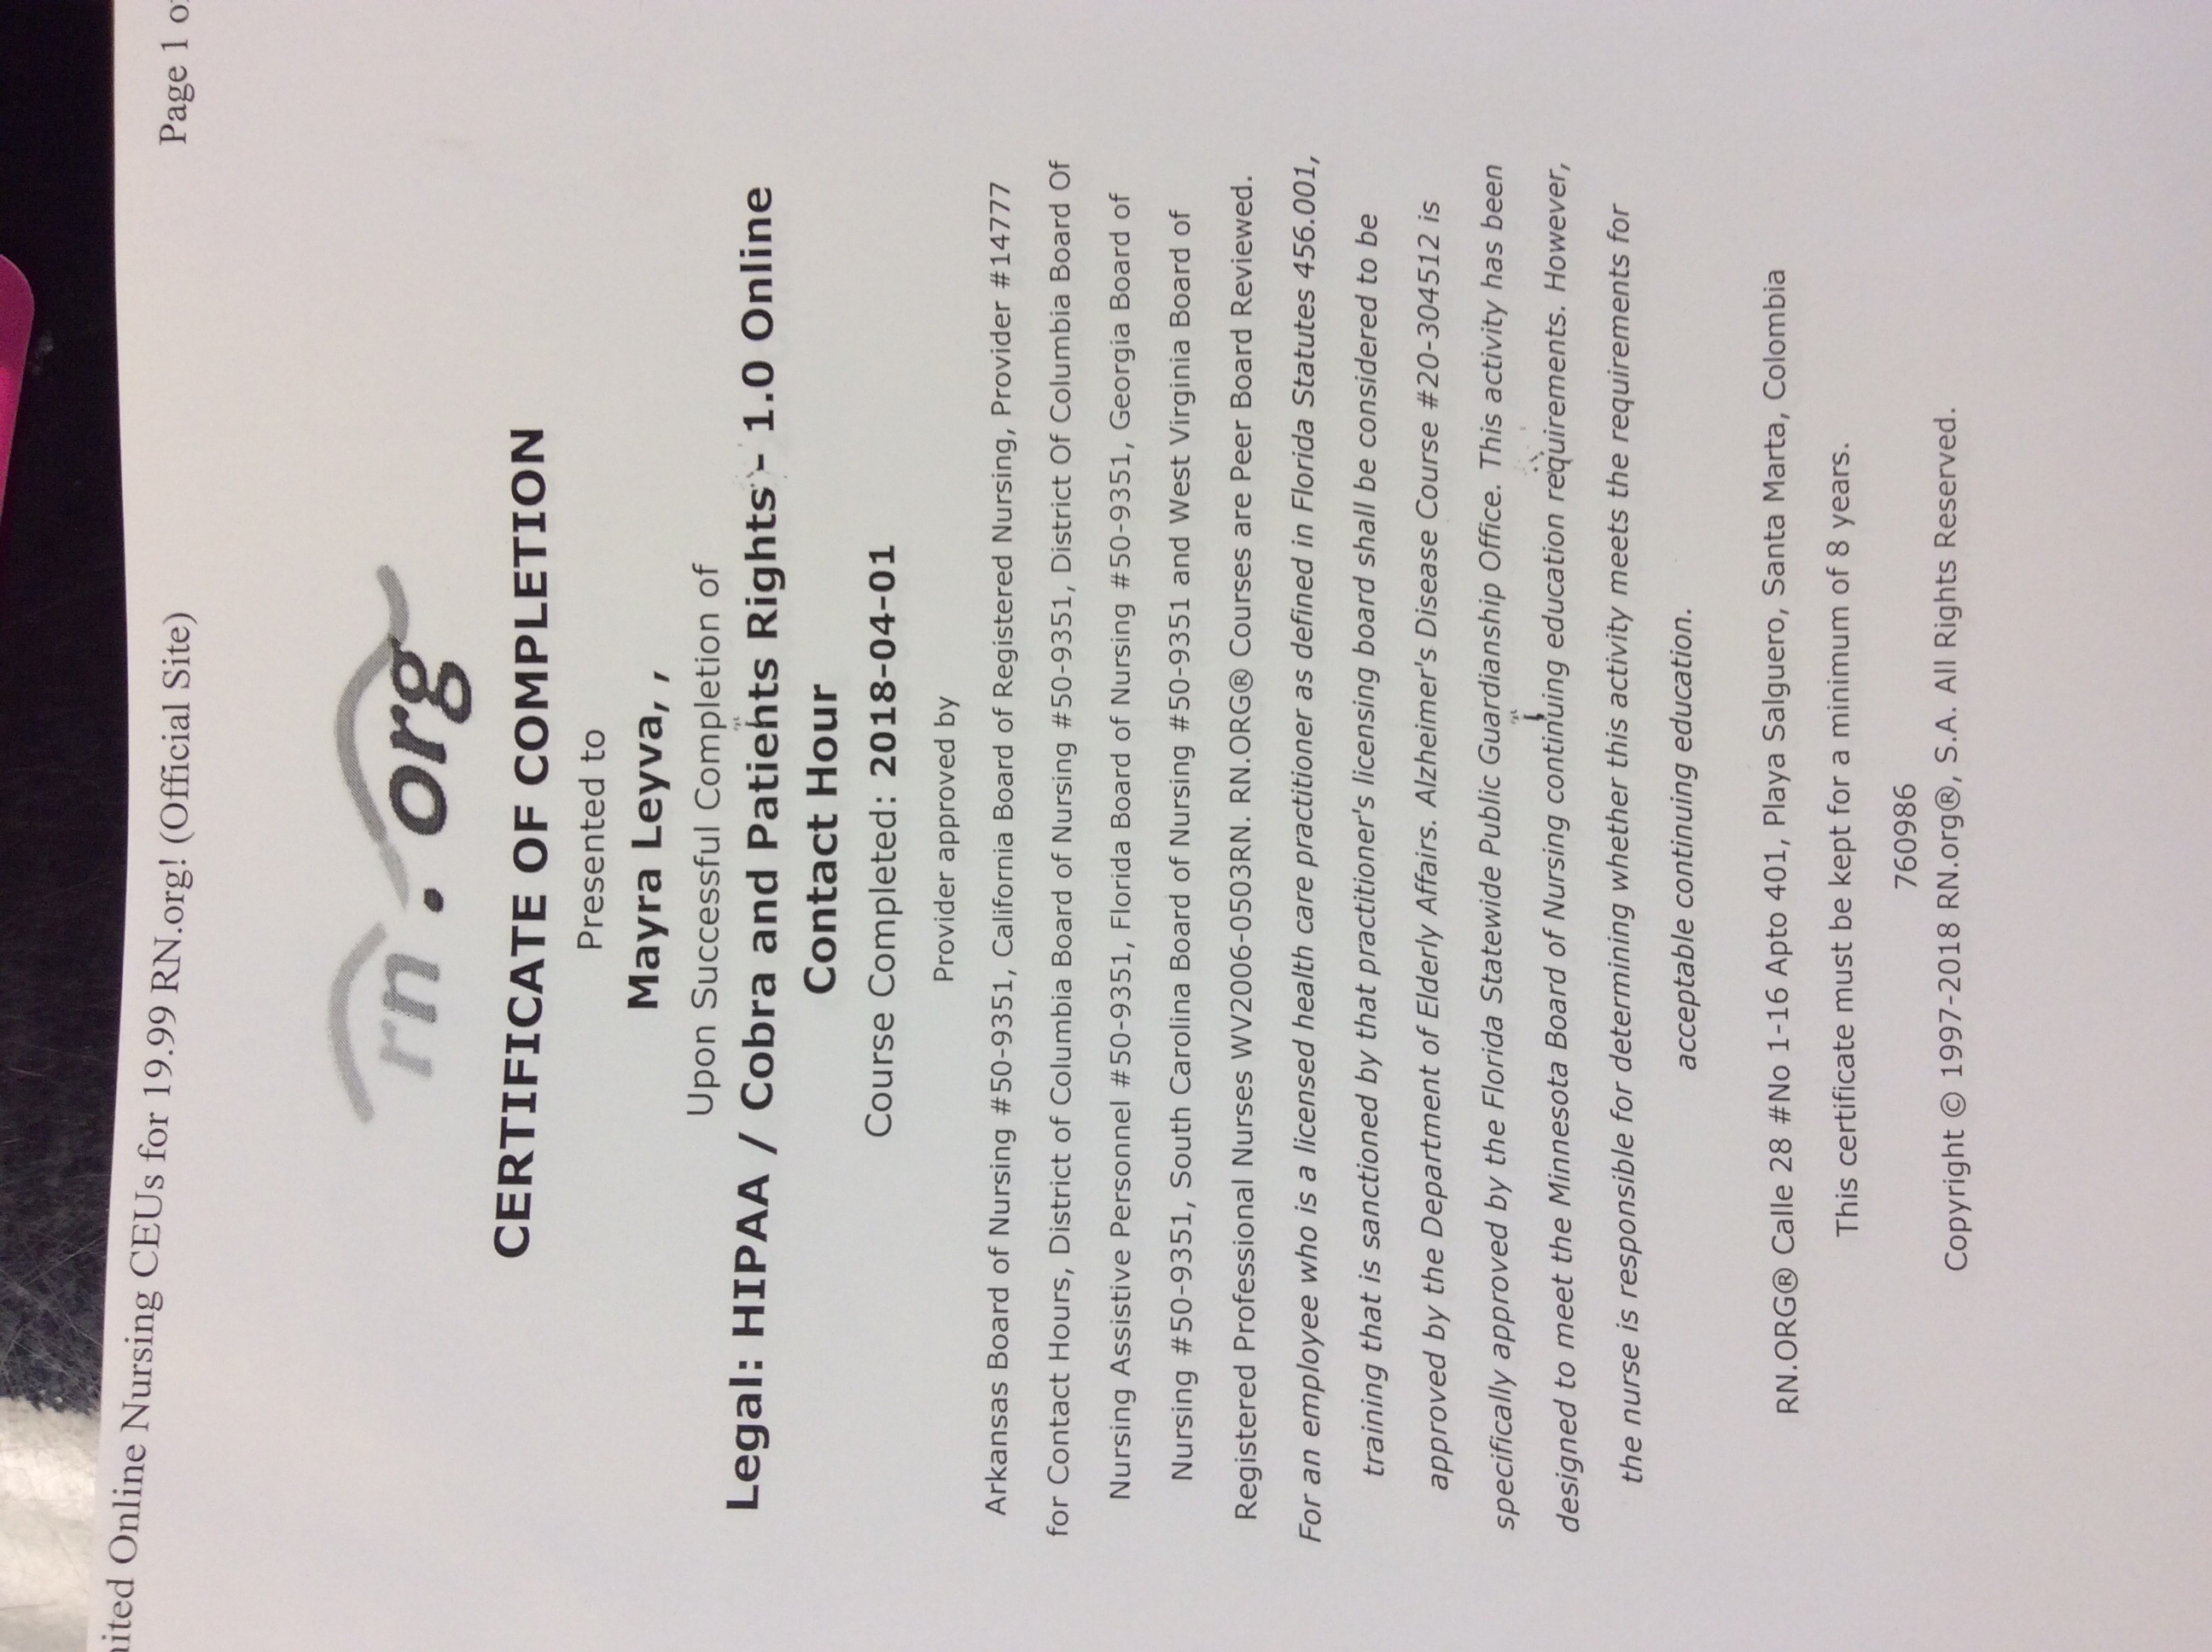 Online Nursing CEUs for 19.99 RN.org! (Official Site)
Page 1
rn.org
CERTIFICATE OF COMPLETION
Presented to
Mayra Leyva, ,
Upon Successful Completion of
Legal: HIPAA / Cobra and Patients Rights - 1.0 Online
Contact Hour
Course Completed: 2018-04-01
Provider approved by
Arkansas Board of Nursing #50-9351, California Board of Registered Nursing, Provider #14777
for Contact Hours, District of Columbia Board of Nursing #50-9351, District Of Columbia Board Of
Nursing Assistive Personnel #50-9351, Florida Board of Nursing #50-9351, Georgia Board of
Nursing #50-9351, South Carolina Board of Nursing #50-9351 and West Virginia Board of
Registered Professional Nurses WV2006-0503RN. RN.ORG® Courses are Peer Board Reviewed.
For an employee who is a licensed health care practitioner as defined in Florida Statutes 456.001,
training that is sanctioned by that practitioner's licensing board shall be considered to be
approved by the Department of Elderly Affairs. Alzheimer's Disease Course #20-304512 is
specifically approved by the Florida Statewide Public Guardianship Office. This activity has been
designed to meet the Minnesota Board of Nursing continuing education requirements. However,
the nurse is responsible for determining whether this activity meets the requirements for
acceptable continuing education.
RN.ORG® Calle 28 #No 1-16 Apto 401, Playa Salguero, Santa Marta, Colombia
This certificate must be kept for a minimum of 8 years.
760986
Copyright © 1997-2018 RN.org®, S.A. All Rights Reserved.